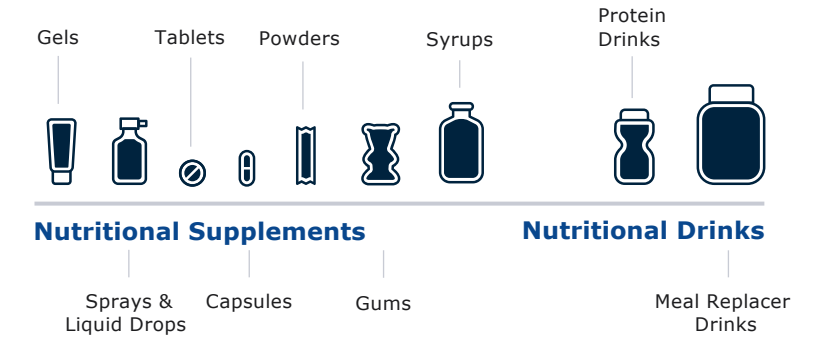 Gels
Tablets
Powders
Syrups
Protein
Drinks
Nutritional Supplements
Nutritional Drinks
Sprays &
Liquid Drops
Capsules
Gums
Meal Replacer
Drinks